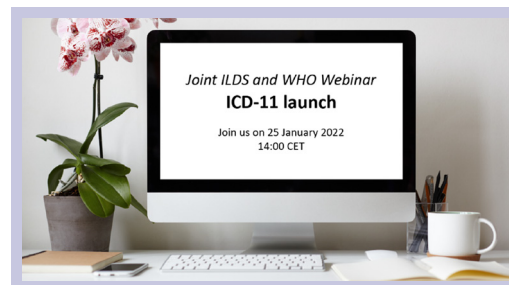 Joint ILDS and WHO Webinar
ICD-11 launch
Join us on 25 January 2022
14:00 CET